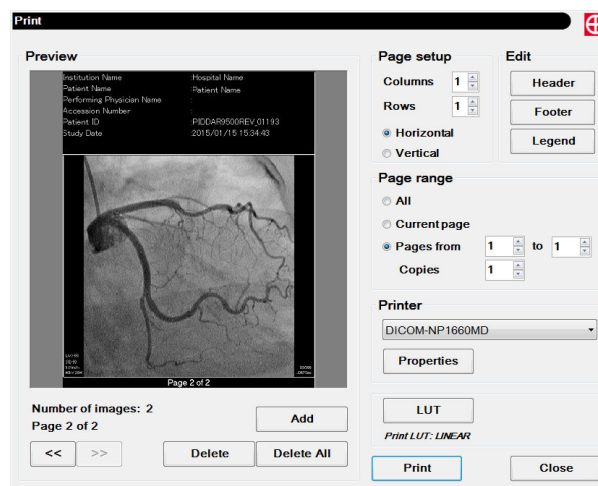 Print
Preview
Institution Name :Hospital Name
Patient Name :Patient Name
Performing Physician Name :
Accession Number :
Patient ID :PIDDAR9500REV_01193
Study Date :2015/01/15 15:34:43
Page 2 of 2
Number of images: 2
Page 2 of 2
Add
<<
>>
Delete
Delete All
Page setup
Columns 1
Rows 1
Horizontal
Vertical
Edit
Header
Footer
Legend
Page range
All
Current page
Pages from 1 to 1
Copies 1
Printer
DICOM-NP1660MD
Properties
LUT
Print LUT: LINEAR
Print
Close